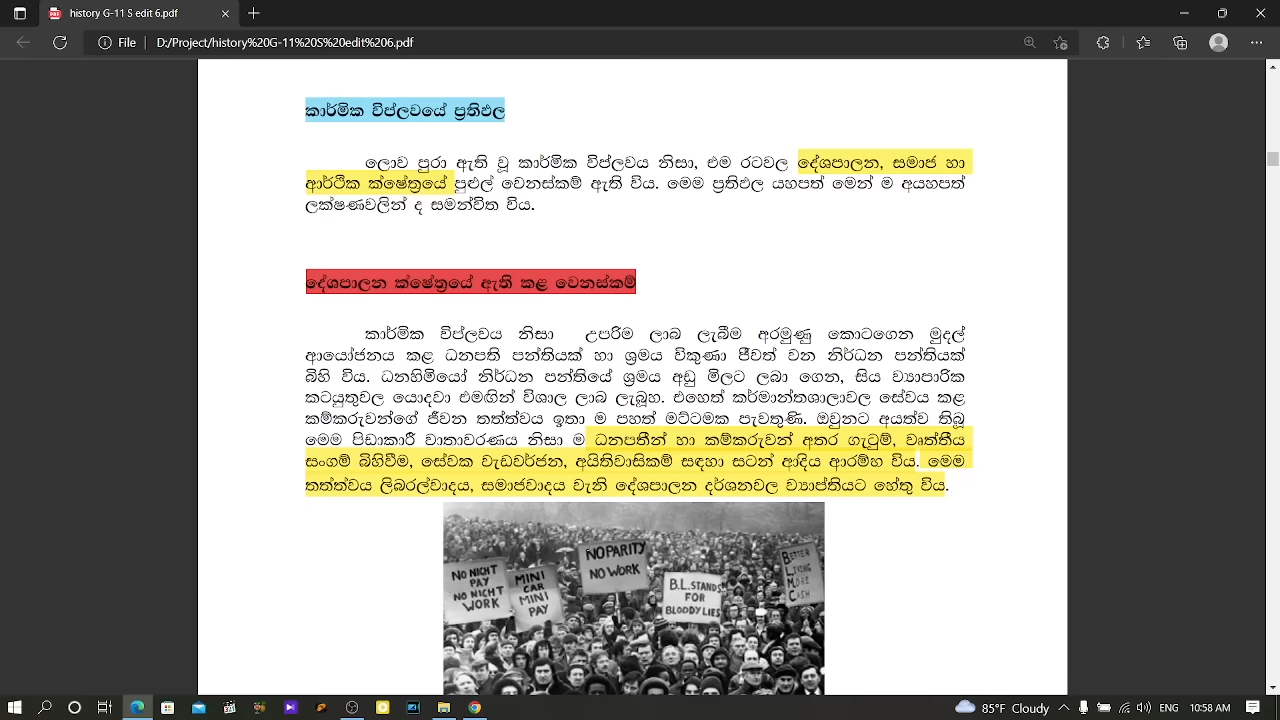 history G-11 S edit 6.pdf
File
D:/Project/history%20G-11%20S%20edit%206.pdf
කාර්මික විප්ලවයේ ප්‍රතිඵල
ලොව පුරා ඇති වූ කාර්මික විප්ලවය නිසා, එම රටවල දේශපාලන, සමාජ හා
ආර්ථික ක්ෂේත්‍රයේ පුළුල් වෙනස්කම් ඇති විය. මෙම ප්‍රතිඵල යහපත් මෙන් ම අයහපත්
ලක්ෂණවලින් ද සමන්විත විය.
දේශපාලන ක්ෂේත්‍රයේ ඇති කළ වෙනස්කම්
කාර්මික විප්ලවය නිසා උපරිම ලාබ ලැබීම අරමුණු කොටගෙන මුදල්
ආයෝජනය කළ ධනපති පන්තියක් හා ශ්‍රමය විකුණා ජීවත් වන නිර්ධන පන්තියක්
බිහි විය. ධනහිමියෝ නිර්ධන පන්තියේ ශ්‍රමය අඩු මිලට ලබා ගෙන, සිය ව්‍යාපාරික
කටයුතුවල යොදවා එමඟින් විශාල ලාබ ලැබූහ. එහෙත් කර්මාන්තශාලාවල සේවය කළ
කම්කරුවන්ගේ ජීවන තත්ත්වය ඉතා ම පහත් මට්ටමක පැවතුණි. ඔවුනට අයත්ව තිබූ
මෙම පිඩාකාරී වාතාවරණය නිසා ම ධනපතීන් හා කම්කරුවන් අතර ගැටුම්, වෘත්තීය
සංගම් බිහිවීම, සේවක වැඩවර්ජන, අයිතිවාසිකම් සඳහා සටන් ආදිය ආරම්භ විය. මෙම
තත්ත්වය ලිබරල්වාදය, සමාජවාදය වැනි දේශපාලන දර්ශනවල ව්‍යාප්තියට හේතු විය.
NO NICHT
PAY
NO NICHT
WORK
MINI
CAR
MINI
PAY
NO PARITY
NO WORK
B.L. STANDS
FOR
BLOODY LIES
BETTER
LIVING
MORE
CASH
85°F Cloudy
ENG
10:58 AM